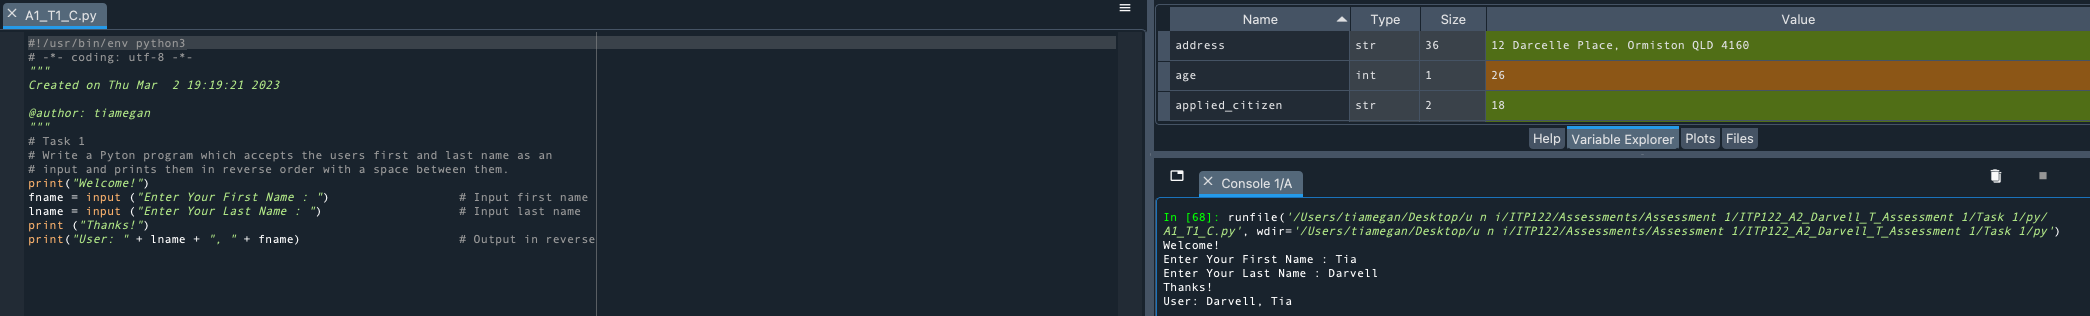 A1_T1_C.py
#!/usr/bin/env python3
# -*- coding: utf-8 -*-
"""
Created on Thu Mar  2 19:19:21 2023
@author: tiamegan
"""
# Task 1
# Write a Pyton program which accepts the users first and last name as an
# input and prints them in reverse order with a space between them.
print("Welcome!")
fname = input ("Enter Your First Name : ") # Input first name
lname = input ("Enter Your Last Name : ") # Input last name
print ("Thanks!")
print("User: " + lname + ", " + fname) # Output in reverse
Name Type Size Value
address str 36 12 Darcelle Place, Ormiston QLD 4160
age int 1 26
applied_citizen str 2 18
Help Variable Explorer Plots Files
Console 1/A
In [68]: runfile('/Users/tiamegan/Desktop/u n i/ITP122/Assessments/Assessment 1/ITP122_A2_Darvell_T_Assessment 1/Task 1/py/
A1_T1_C.py', wdir='/Users/tiamegan/Desktop/u n i/ITP122/Assessments/Assessment 1/ITP122_A2_Darvell_T_Assessment 1/Task 1/py')
Welcome!
Enter Your First Name : Tia
Enter Your Last Name : Darvell
Thanks!
User: Darvell, Tia